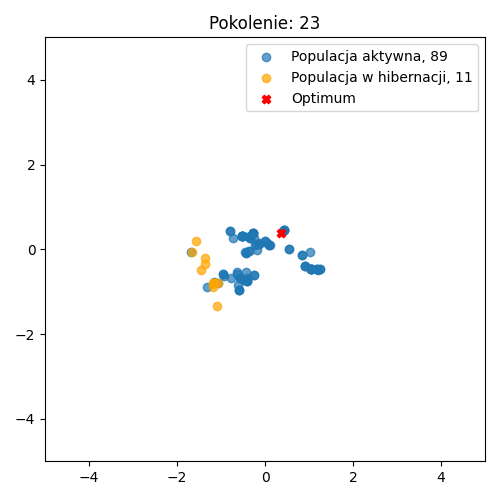 Pokolenie: 23
Populacja aktywna, 89
Populacja w hibernacji, 11
Optimum
4
2
0
−2
−4
−4 −2 0 2 4